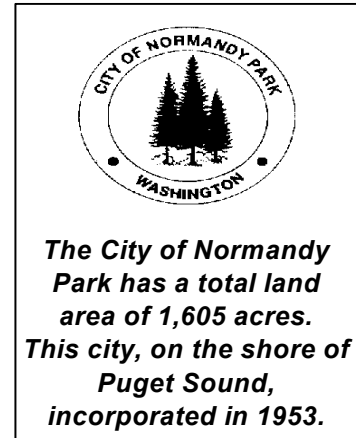 CITY OF NORMANDY PARK
WASHINGTON
The City of Normandy
Park has a total land
area of 1,605 acres.
This city, on the shore of
Puget Sound,
incorporated in 1953.